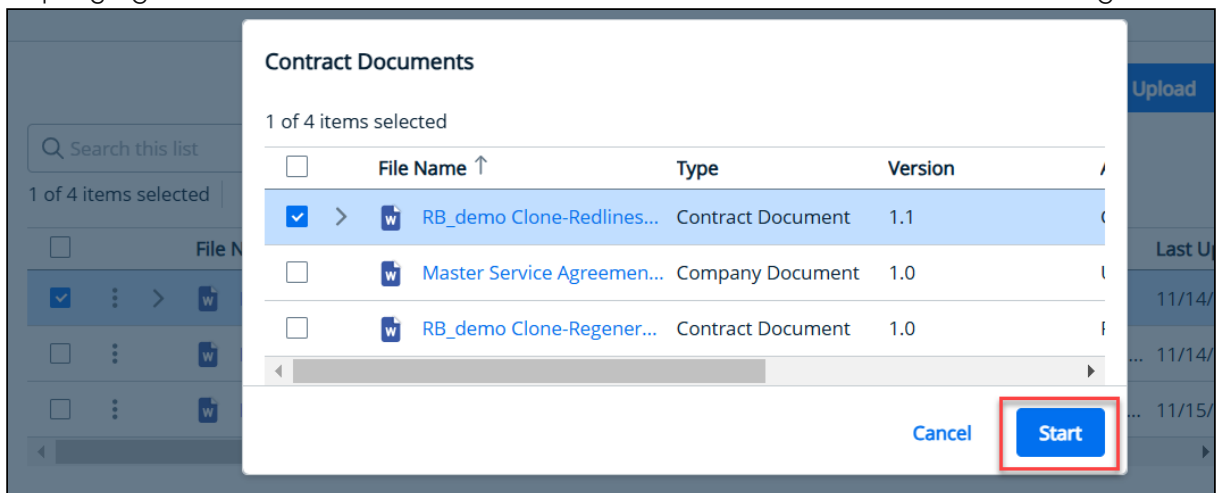 Contract Documents
Upload
1 of 4 items selected
Search this list
File Name ↑ Type Version
1 of 4 items selected
RB_demo Clone-Redlines... Contract Document 1.1
File N
Last U
Master Service Agreemen... Company Document 1.0
11/14/
RB_demo Clone-Regener... Contract Document 1.0
... 11/14/
... 11/15/
Cancel Start